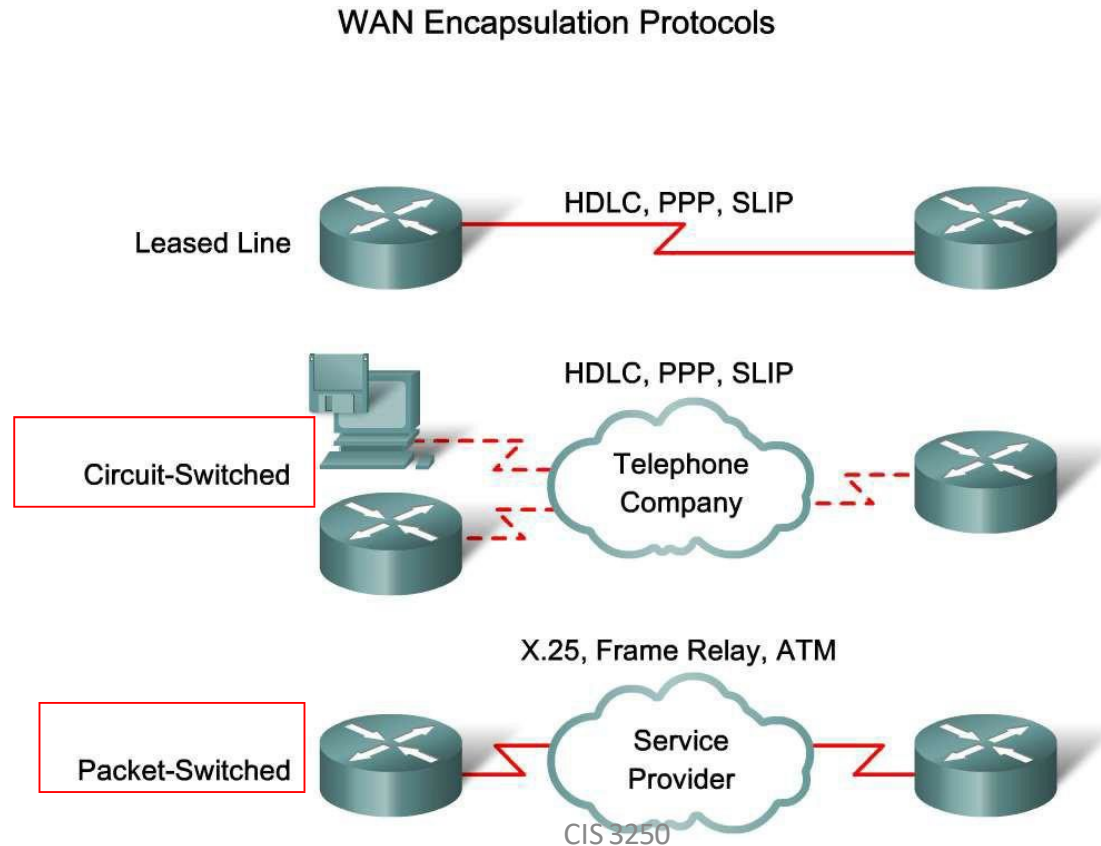 WAN Encapsulation Protocols
HDLC, PPP, SLIP
Leased Line
HDLC, PPP, SLIP
Circuit-Switched
Telephone
Company
X.25, Frame Relay, ATM
Packet-Switched
Service
Provider
CIS 3250